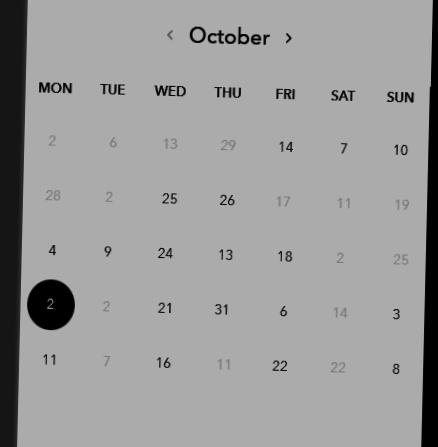 ‹ October ›
MON TUE WED THU FRI SAT SUN
2 6 13 29 14 7 10
28 2 25 26 17 11 19
4 9 24 13 18 2 25
2 2 21 31 6 14 3
11 7 16 11 22 22 8